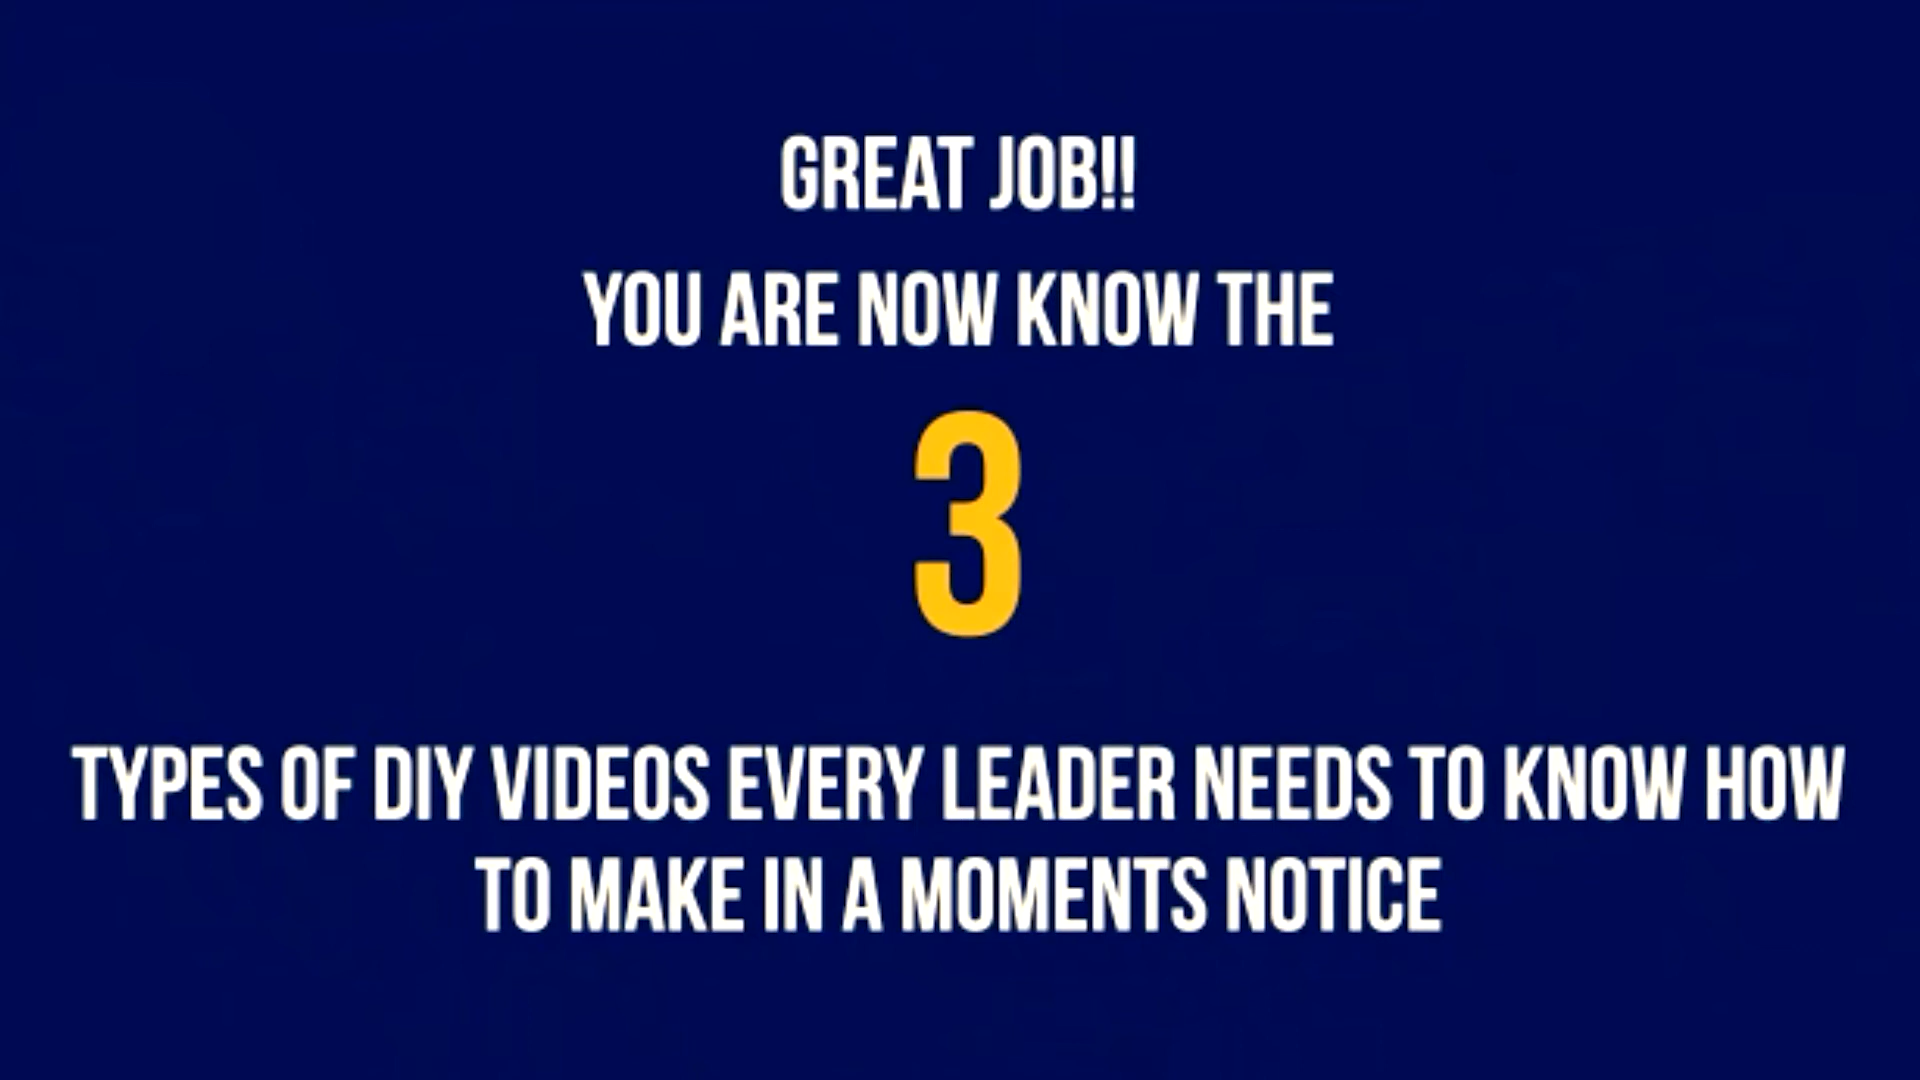 GREAT JOB!!
YOU ARE NOW KNOW THE
3
TYPES OF DIY VIDEOS EVERY LEADER NEEDS TO KNOW HOW
TO MAKE IN A MOMENTS NOTICE